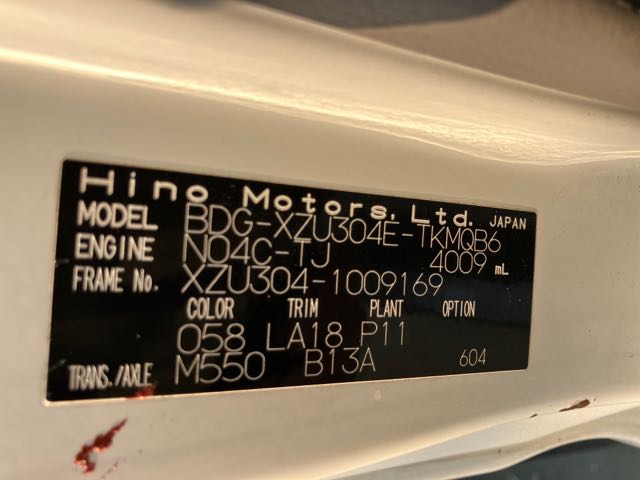 Hino Motors, Ltd. JAPAN
MODEL BDG-XZU304E-TKMQB6
ENGINE N04C-TJ 4009 mL
FRAME No. XZU304-1009169
COLOR TRIM PLANT OPTION
058 LA18 P11
TRANS./AXLE M550 B13A 604